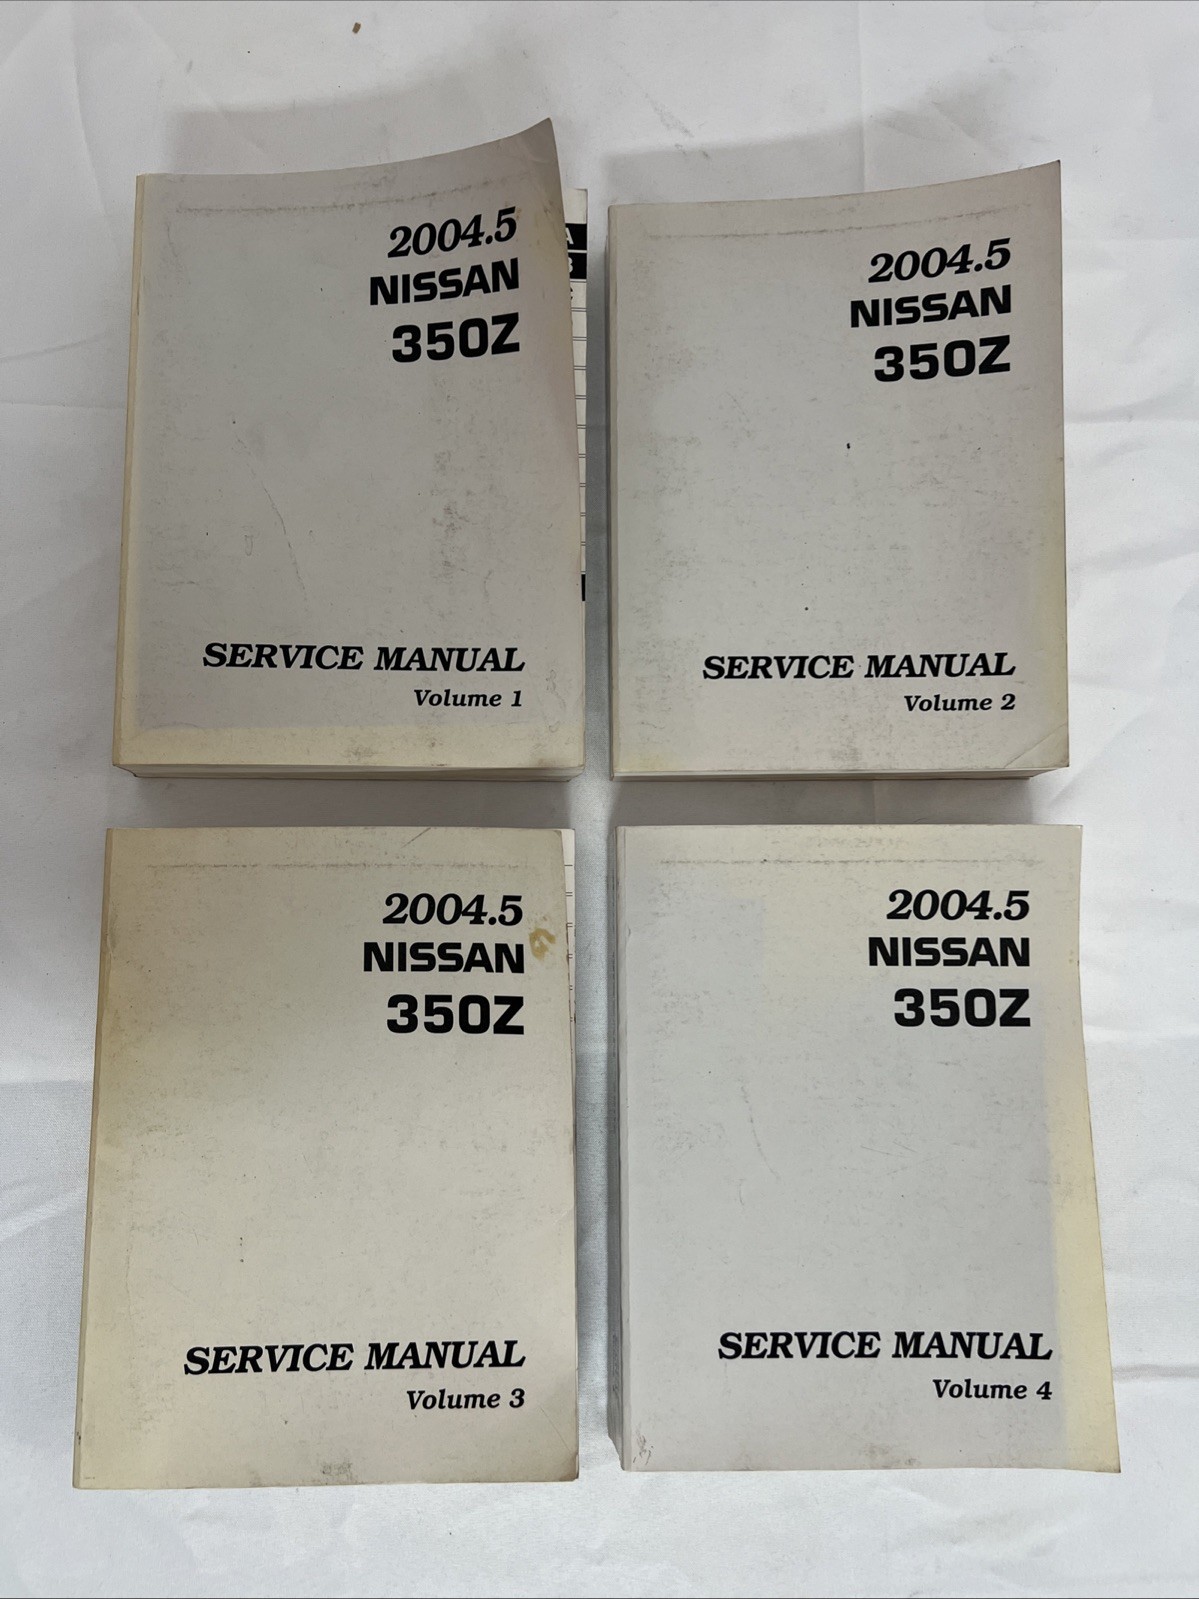 2004.5
NISSAN
350Z
SERVICE MANUAL
Volume 1
A
B
2004.5
NISSAN
350Z
SERVICE MANUAL
Volume 2
2004.5
NISSAN
350Z
SERVICE MANUAL
Volume 3
2004.5
NISSAN
350Z
SERVICE MANUAL
Volume 4